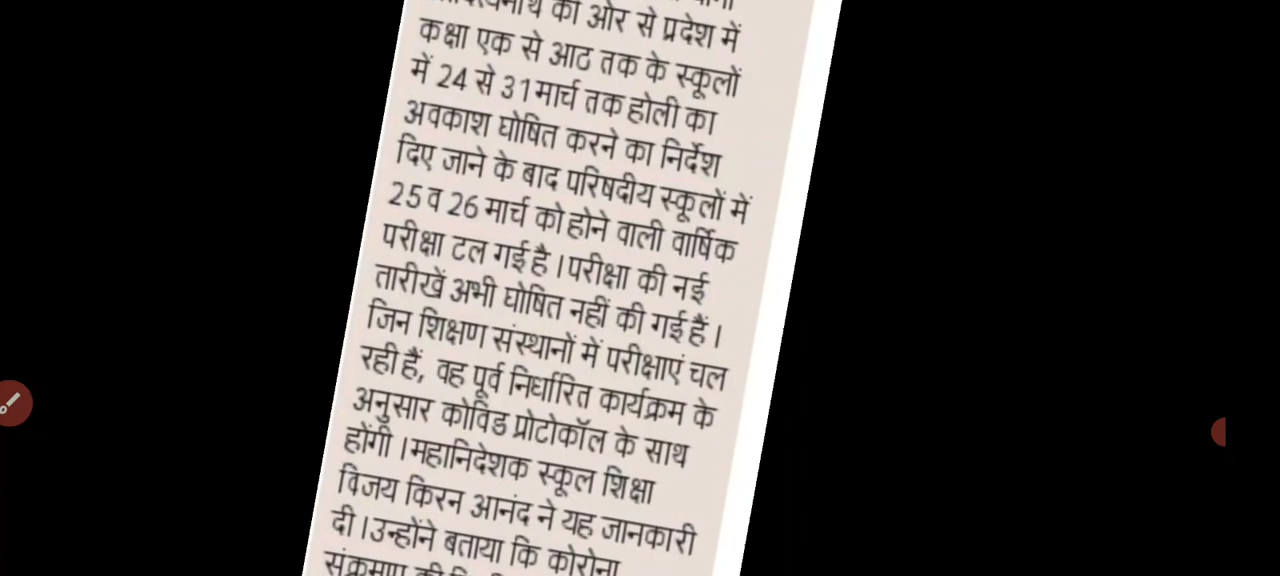 की ओर से प्रदेश में
कक्षा एक से आठ तक के स्कूलों
में 24 से 31 मार्च तक होली का
अवकाश घोषित करने का निर्देश
दिए जाने के बाद परिषदीय स्कूलों में
25 व 26 मार्च को होने वाली वार्षिक
परीक्षा टल गई है । परीक्षा की नई
तारीखें अभी घोषित नहीं की गई हैं ।
जिन शिक्षण संस्थानों में परीक्षाएं चल
रही हैं, वह पूर्व निर्धारित कार्यक्रम के
अनुसार कोविड प्रोटोकॉल के साथ
होंगी । महानिदेशक स्कूल शिक्षा
विजय किरन आनंद ने यह जानकारी
दी । उन्होंने बताया कि कोरोना